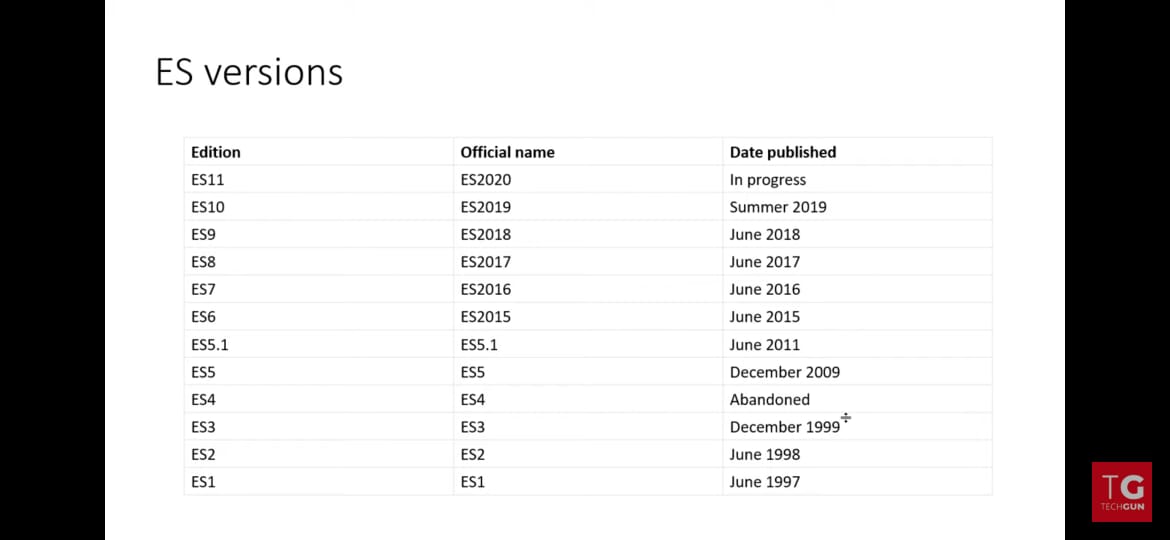 ES versions
Edition Official name Date published
ES11 ES2020 In progress
ES10 ES2019 Summer 2019
ES9 ES2018 June 2018
ES8 ES2017 June 2017
ES7 ES2016 June 2016
ES6 ES2015 June 2015
ES5.1 ES5.1 June 2011
ES5 ES5 December 2009
ES4 ES4 Abandoned
ES3 ES3 December 1999
ES2 ES2 June 1998
ES1 ES1 June 1997
TG
TECHGUN